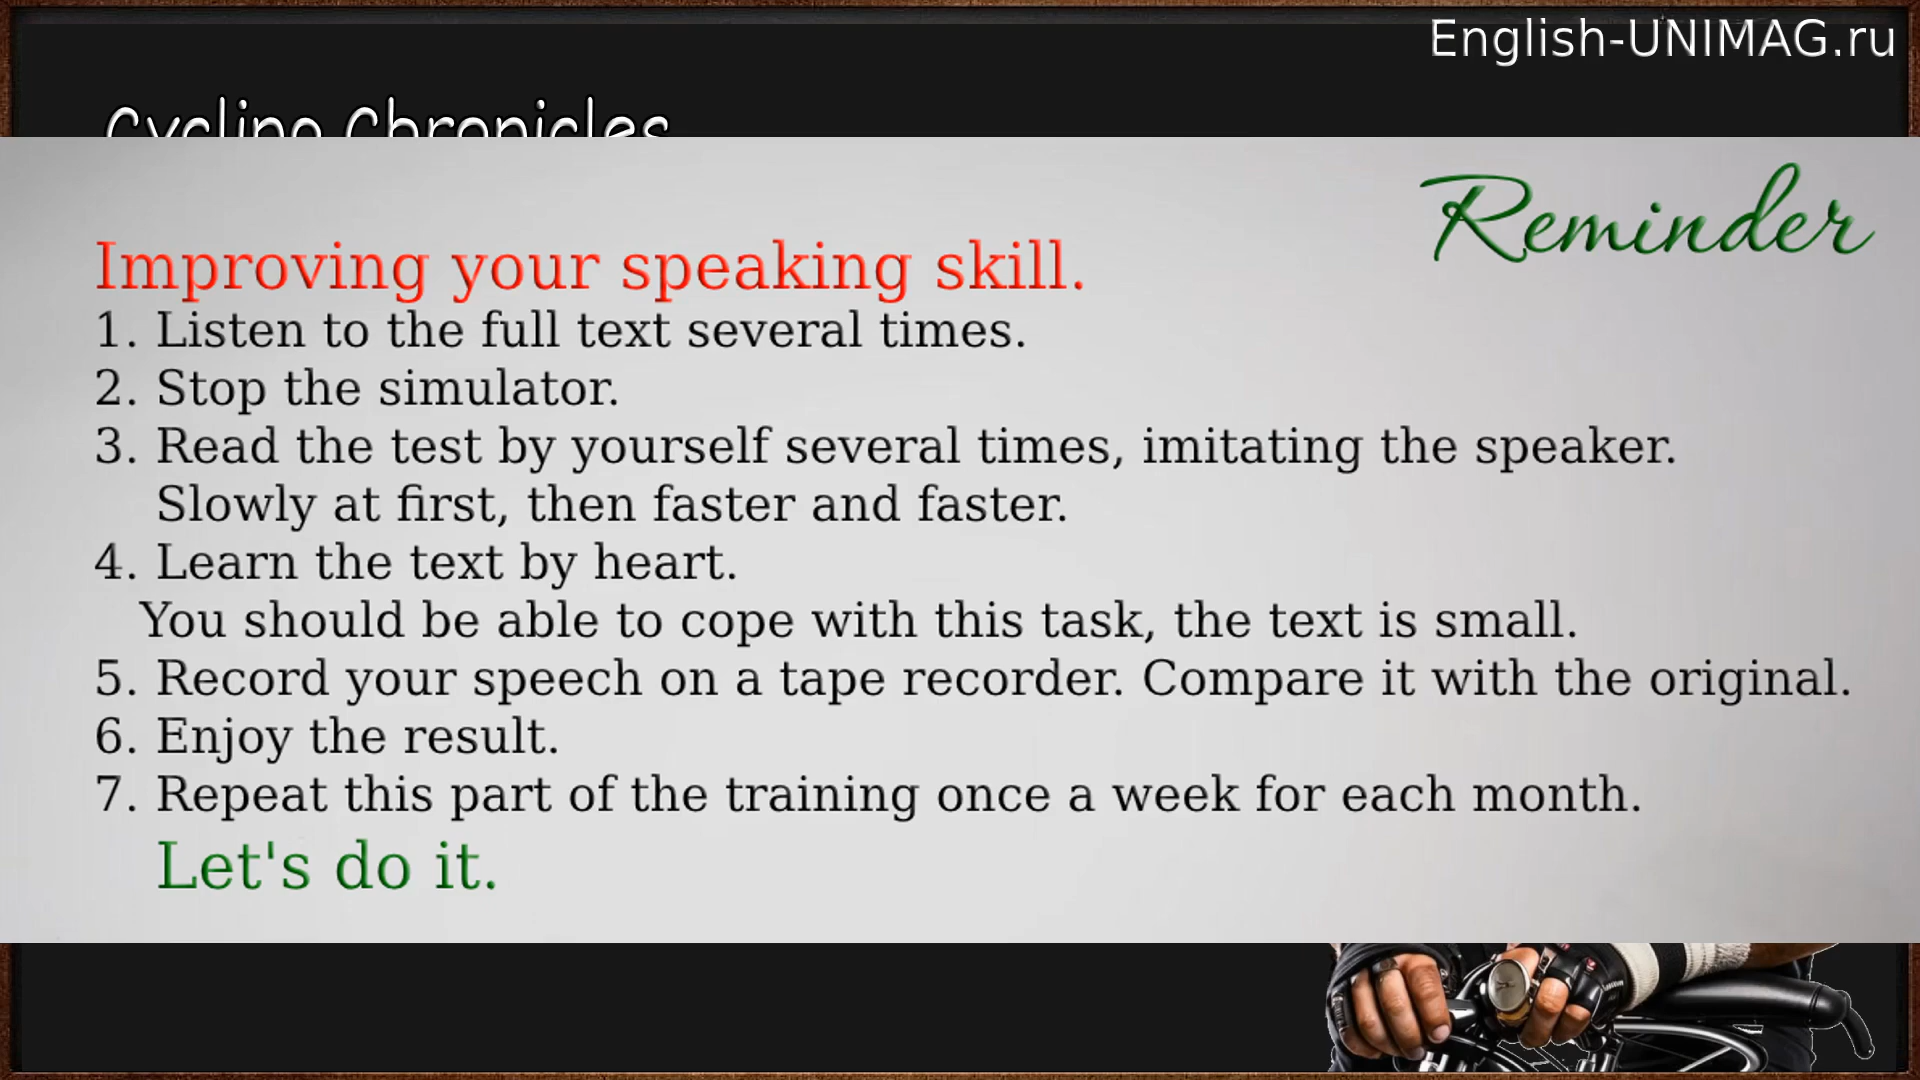 English-UNIMAG.ru
Cycling Chronicles
Reminder
Improving your speaking skill.
1. Listen to the full text several times.
2. Stop the simulator.
3. Read the test by yourself several times, imitating the speaker.
Slowly at first, then faster and faster.
4. Learn the text by heart.
You should be able to cope with this task, the text is small.
5. Record your speech on a tape recorder. Compare it with the original.
6. Enjoy the result.
7. Repeat this part of the training once a week for each month.
Let's do it.